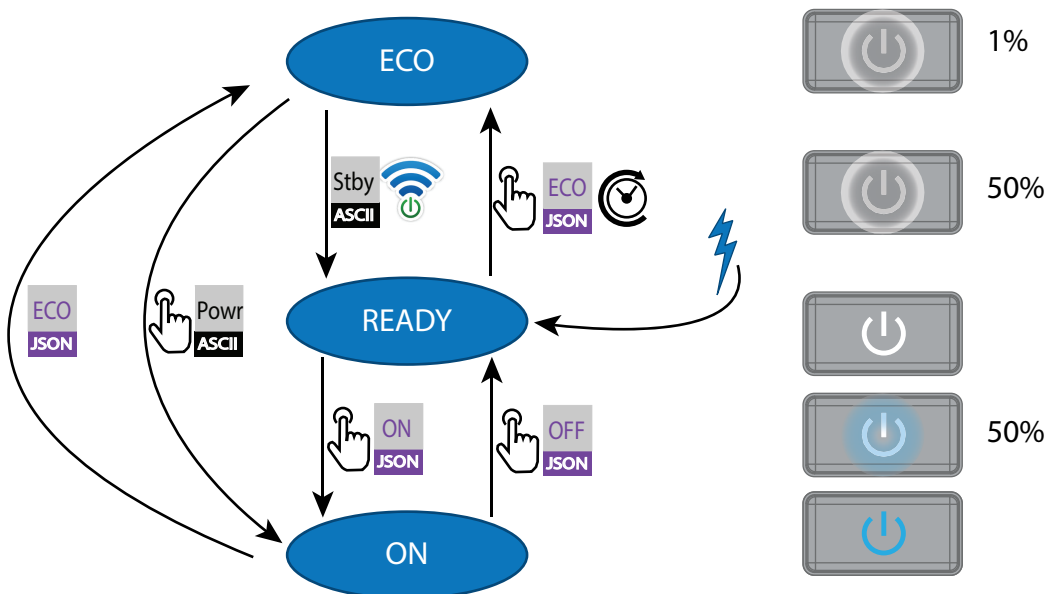 ECO
1%
Stby
ASCII
ECO
JSON
50%
ECO
JSON
Powr
ASCII
READY
ON
JSON
OFF
JSON
50%
ON